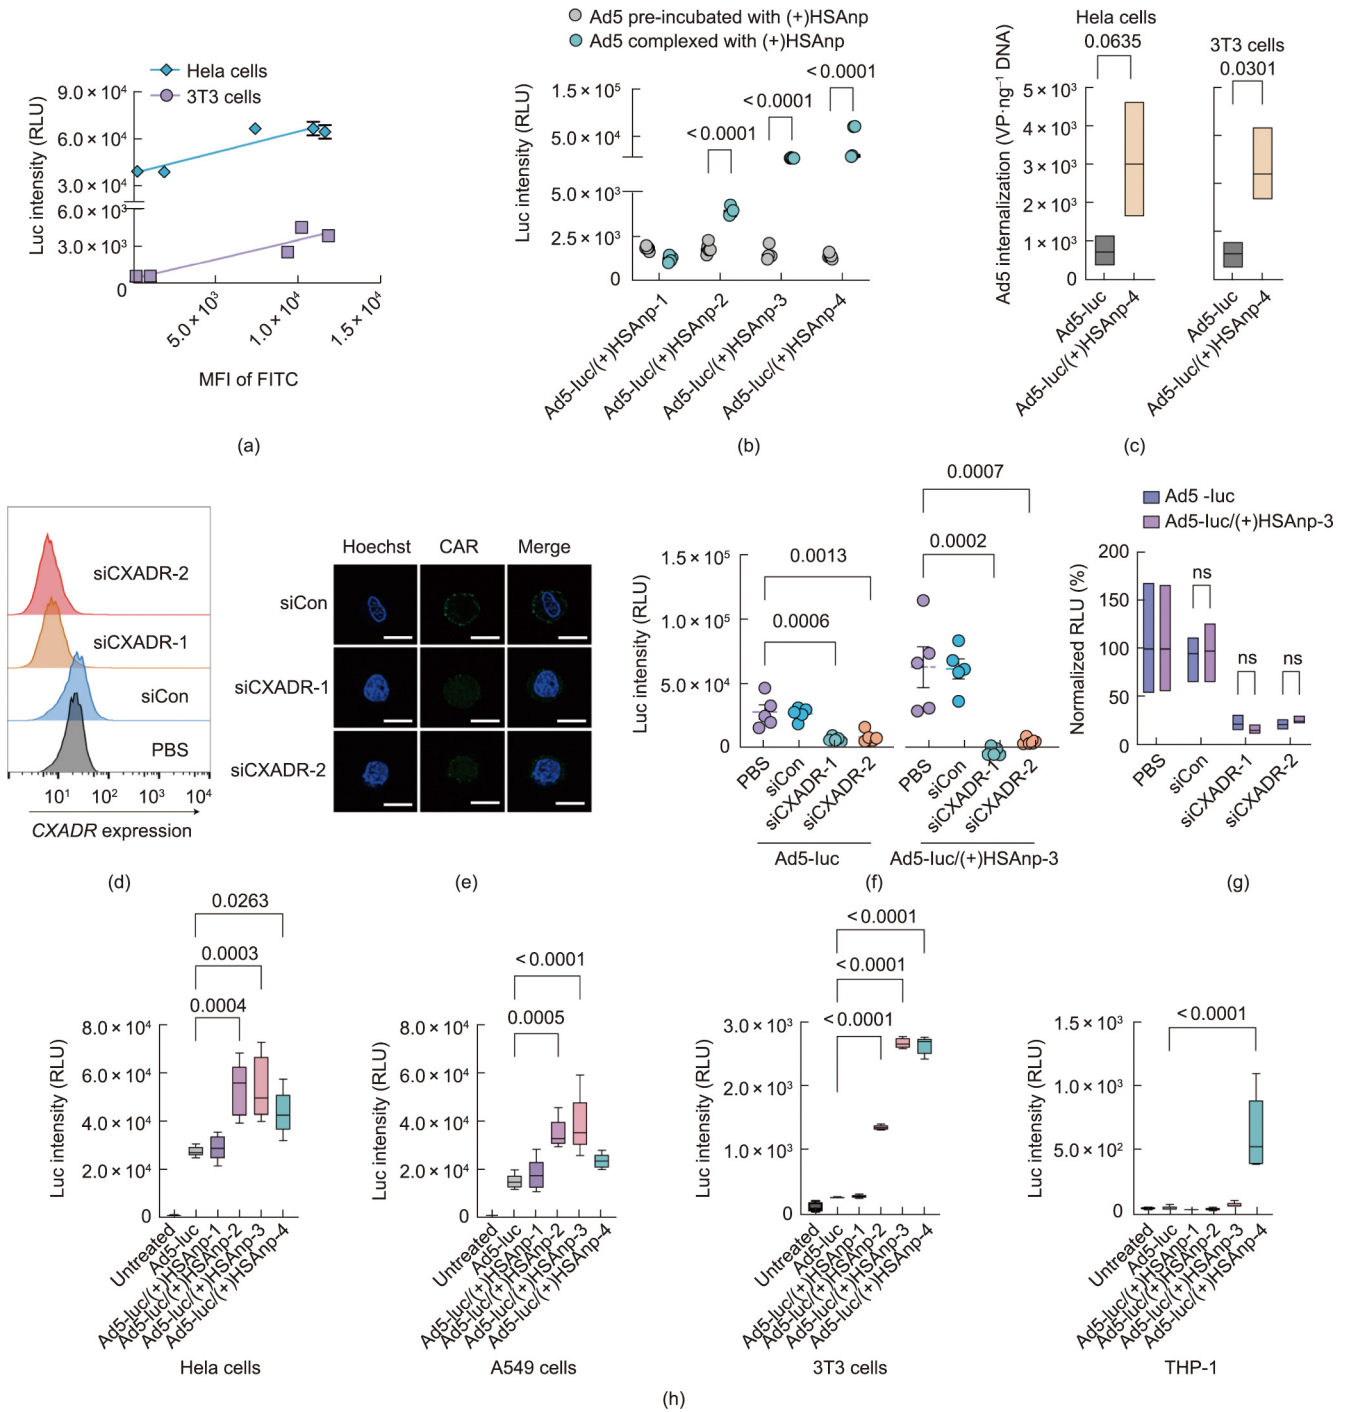 Hela cells
3T3 cells
9.0 × 10⁴
6.0 × 10⁴
3.0 × 10⁴
6.0 × 10³
3.0 × 10³
0
Luc intensity (RLU)
5.0 × 10³
1.0 × 10⁴
1.5 × 10⁴
MFI of FITC
(a)
Ad5 pre-incubated with (+)HSAnp
Ad5 complexed with (+)HSAnp
< 0.0001
< 0.0001
< 0.0001
1.5 × 10⁵
5.0 × 10⁴
5.0 × 10³
2.5 × 10³
0
Luc intensity (RLU)
Ad5-luc/(+)HSAnp-1
Ad5-luc/(+)HSAnp-2
Ad5-luc/(+)HSAnp-3
Ad5-luc/(+)HSAnp-4
(b)
Hela cells
0.0635
3T3 cells
0.0301
5 × 10³
4 × 10³
3 × 10³
2 × 10³
1 × 10³
0
Ad5 internalization (VP·ng⁻¹ DNA)
Ad5-luc
Ad5-luc/(+)HSAnp-4
Ad5-luc
Ad5-luc/(+)HSAnp-4
(c)
siCXADR-2
siCXADR-1
siCon
PBS
10¹
10²
10³
10⁴
CXADR expression
(d)
Hoechst
CAR
Merge
siCon
siCXADR-1
siCXADR-2
(e)
0.0007
0.0002
0.0013
0.0006
1.5 × 10⁵
1.0 × 10⁵
5.0 × 10⁴
0
Luc intensity (RLU)
PBS
siCon
siCXADR-1
siCXADR-2
PBS
siCon
siCXADR-1
siCXADR-2
Ad5-luc
Ad5-luc/(+)HSAnp-3
(f)
Ad5 -luc
Ad5-luc/(+)HSAnp-3
200
150
100
50
0
Normalized RLU (%)
ns
ns
ns
PBS
siCon
siCXADR-1
siCXADR-2
(g)
0.0263
0.0003
0.0004
8.0 × 10⁴
6.0 × 10⁴
4.0 × 10⁴
2.0 × 10⁴
0
Luc intensity (RLU)
Untreated
Ad5-luc
Ad5-luc/(+)HSAnp-1
Ad5-luc/(+)HSAnp-2
Ad5-luc/(+)HSAnp-3
Ad5-luc/(+)HSAnp-4
Hela cells
< 0.0001
0.0005
8.0 × 10⁴
6.0 × 10⁴
4.0 × 10⁴
2.0 × 10⁴
0
Luc intensity (RLU)
Untreated
Ad5-luc
Ad5-luc/(+)HSAnp-1
Ad5-luc/(+)HSAnp-2
Ad5-luc/(+)HSAnp-3
Ad5-luc/(+)HSAnp-4
A549 cells
< 0.0001
< 0.0001
< 0.0001
3.0 × 10³
2.0 × 10³
1.0 × 10³
0
Luc intensity (RLU)
Untreated
Ad5-luc
Ad5-luc/(+)HSAnp-1
Ad5-luc/(+)HSAnp-2
Ad5-luc/(+)HSAnp-3
Ad5-luc/(+)HSAnp-4
3T3 cells
< 0.0001
1.5 × 10³
1.0 × 10³
5.0 × 10²
0
Luc intensity (RLU)
Untreated
Ad5-luc
Ad5-luc/(+)HSAnp-1
Ad5-luc/(+)HSAnp-2
Ad5-luc/(+)HSAnp-3
Ad5-luc/(+)HSAnp-4
THP-1
(h)